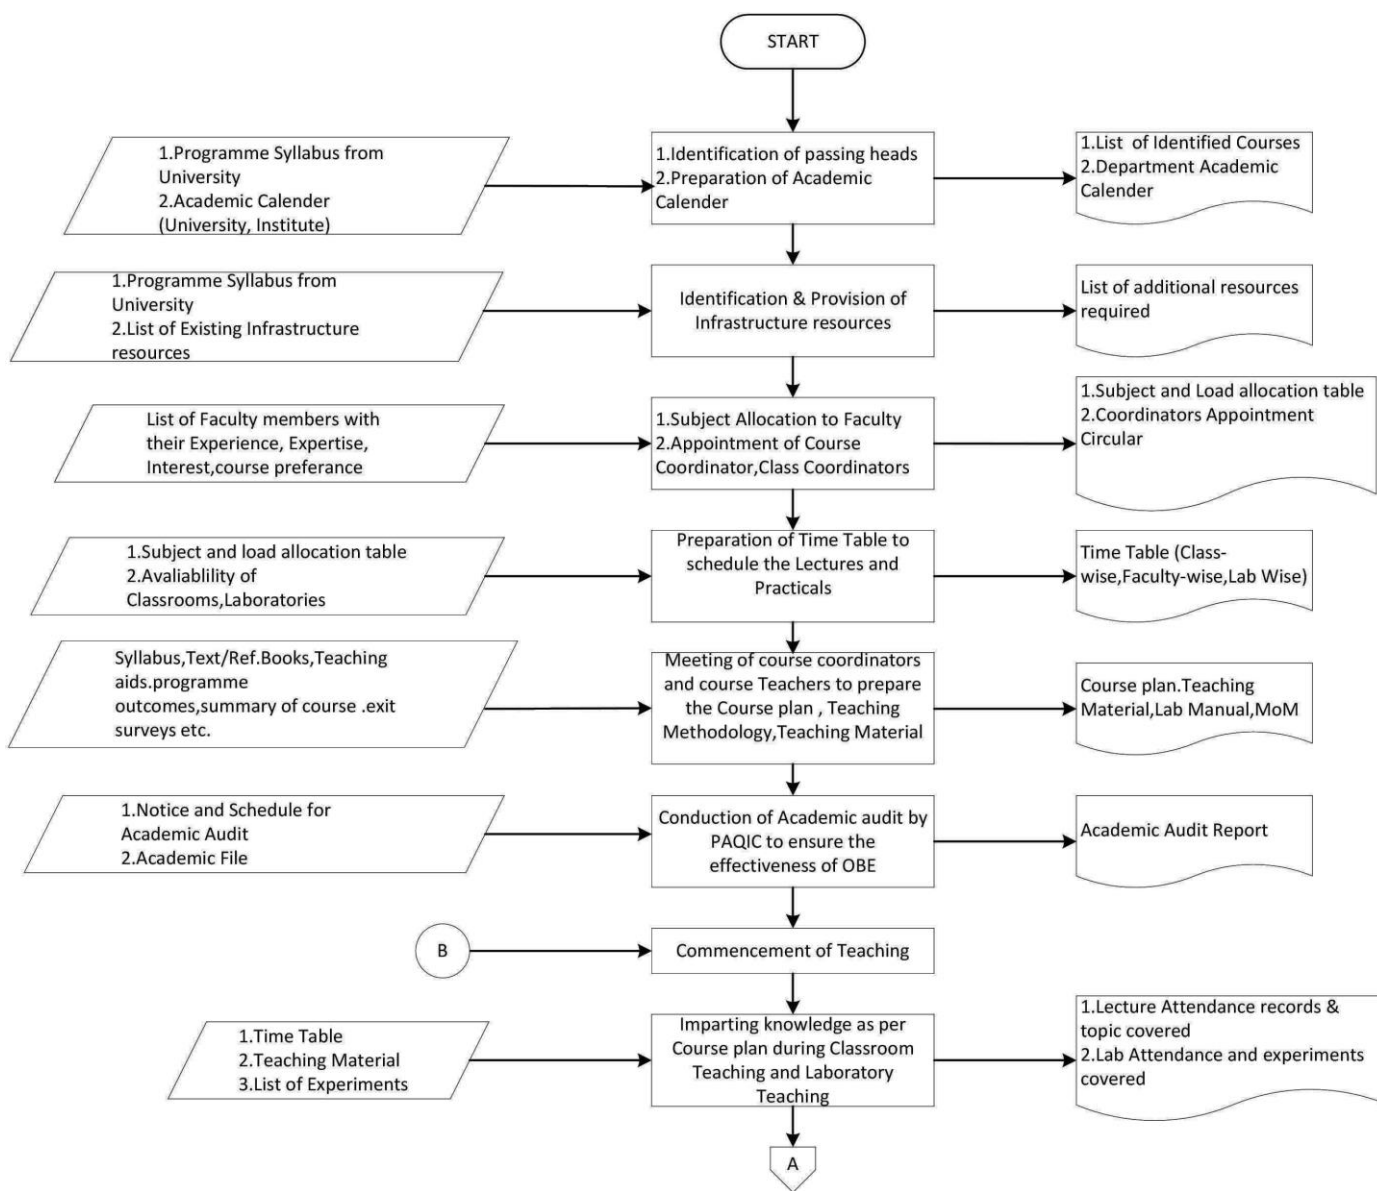 START
1.Programme Syllabus from
University
2.Academic Calender
(University, Institute)
1.Identification of passing heads
2.Preparation of Academic
Calender
1.List of Identified Courses
2.Department Academic
Calender
1.Programme Syllabus from
University
2.List of Existing Infrastructure
resources
Identification & Provision of
Infrastructure resources
List of additional resources
required
List of Faculty members with
their Experience, Expertise,
Interest,course preferance
1.Subject Allocation to Faculty
2.Appointment of Course
Coordinator,Class Coordinators
1.Subject and Load allocation table
2.Coordinators Appointment
Circular
1.Subject and load allocation table
2.Avaliablility of
Classrooms,Laboratories
Preparation of Time Table to
schedule the Lectures and
Practicals
Time Table (Class-
wise,Faculty-wise,Lab Wise)
Syllabus,Text/Ref.Books,Teaching
aids.programme
outcomes,summary of course .exit
surveys etc.
Meeting of course coordinators
and course Teachers to prepare
the Course plan , Teaching
Methodology,Teaching Material
Course plan.Teaching
Material,Lab Manual,MoM
1.Notice and Schedule for
Academic Audit
2.Academic File
Conduction of Academic audit by
PAQIC to ensure the
effectiveness of OBE
Academic Audit Report
B
Commencement of Teaching
1.Time Table
2.Teaching Material
3.List of Experiments
Imparting knowledge as per
Course plan during Classroom
Teaching and Laboratory
Teaching
1.Lecture Attendance records &
topic covered
2.Lab Attendance and experiments
covered
A